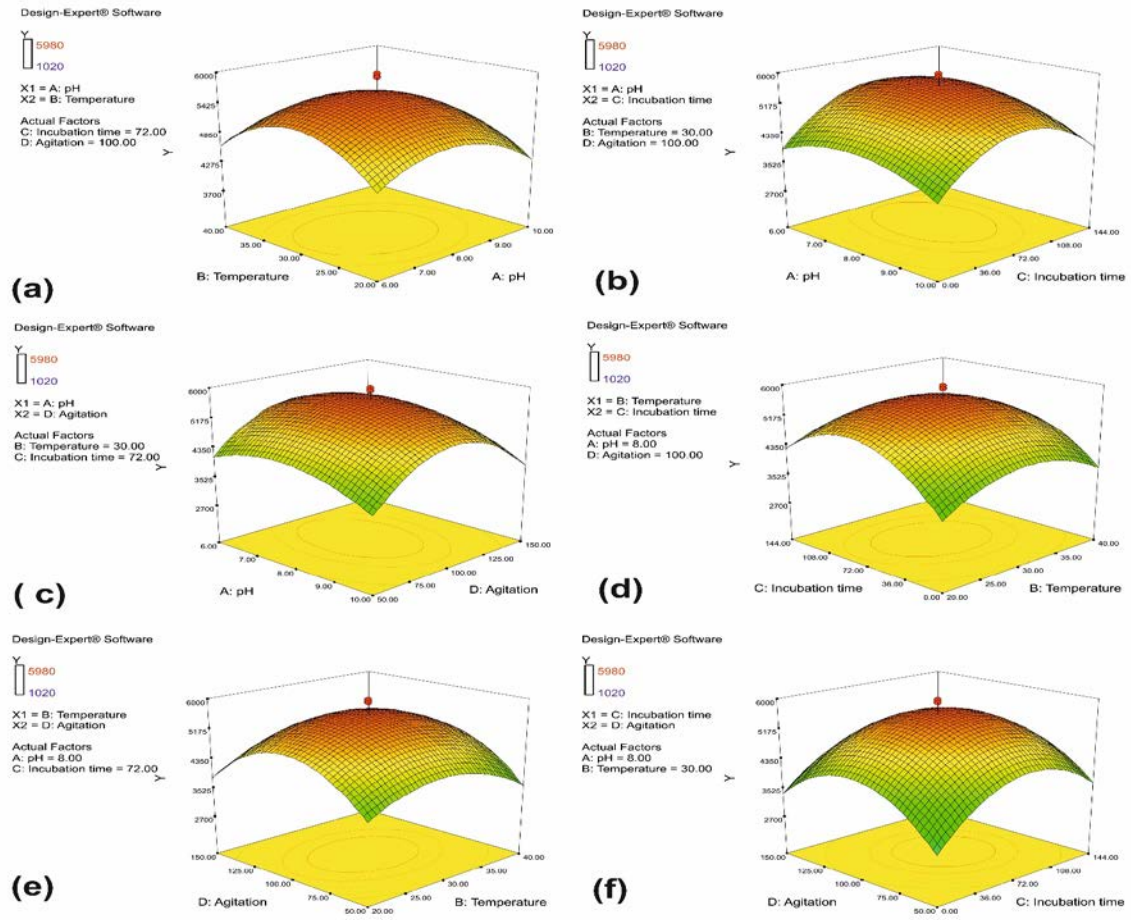 Design-Expert® Software
Y
5980
1020
X1 = A: pH
X2 = B: Temperature
Actual Factors
C: Incubation time = 72.00
D: Agitation = 100.00
6000
5425
4850
4275
3700
Y
40.00
35.00
30.00
25.00
20.00
6.00
7.00
8.00
9.00
10.00
B: Temperature
A: pH
(a)
Design-Expert® Software
Y
5980
1020
X1 = A: pH
X2 = C: Incubation time
Actual Factors
B: Temperature = 30.00
D: Agitation = 100.00
6000
5175
4350
3525
2700
Y
6.00
7.00
8.00
9.00
10.00
0.00
36.00
72.00
108.00
144.00
A: pH
C: Incubation time
(b)
Design-Expert® Software
Y
5980
1020
X1 = A: pH
X2 = D: Agitation
Actual Factors
B: Temperature = 30.00
C: Incubation time = 72.00
6000
5175
4350
3525
2700
Y
6.00
7.00
8.00
9.00
10.00
50.00
75.00
100.00
125.00
150.00
A: pH
D: Agitation
( c)
Design-Expert® Software
Y
5980
1020
X1 = B: Temperature
X2 = C: Incubation time
Actual Factors
A: pH = 8.00
D: Agitation = 100.00
6000
5175
4350
3525
2700
Y
144.00
108.00
72.00
36.00
0.00
20.00
25.00
30.00
35.00
40.00
C: Incubation time
B: Temperature
(d)
Design-Expert® Software
Y
5980
1020
X1 = B: Temperature
X2 = D: Agitation
Actual Factors
A: pH = 8.00
C: Incubation time = 72.00
6000
5175
4350
3525
2700
Y
150.00
125.00
100.00
75.00
50.00
20.00
25.00
30.00
35.00
40.00
D: Agitation
B: Temperature
(e)
Design-Expert® Software
Y
5980
1020
X1 = C: Incubation time
X2 = D: Agitation
Actual Factors
A: pH = 8.00
B: Temperature = 30.00
6000
5175
4350
3525
2700
Y
150.00
125.00
100.00
75.00
50.00
0.00
36.00
72.00
108.00
144.00
D: Agitation
C: Incubation time
(f)